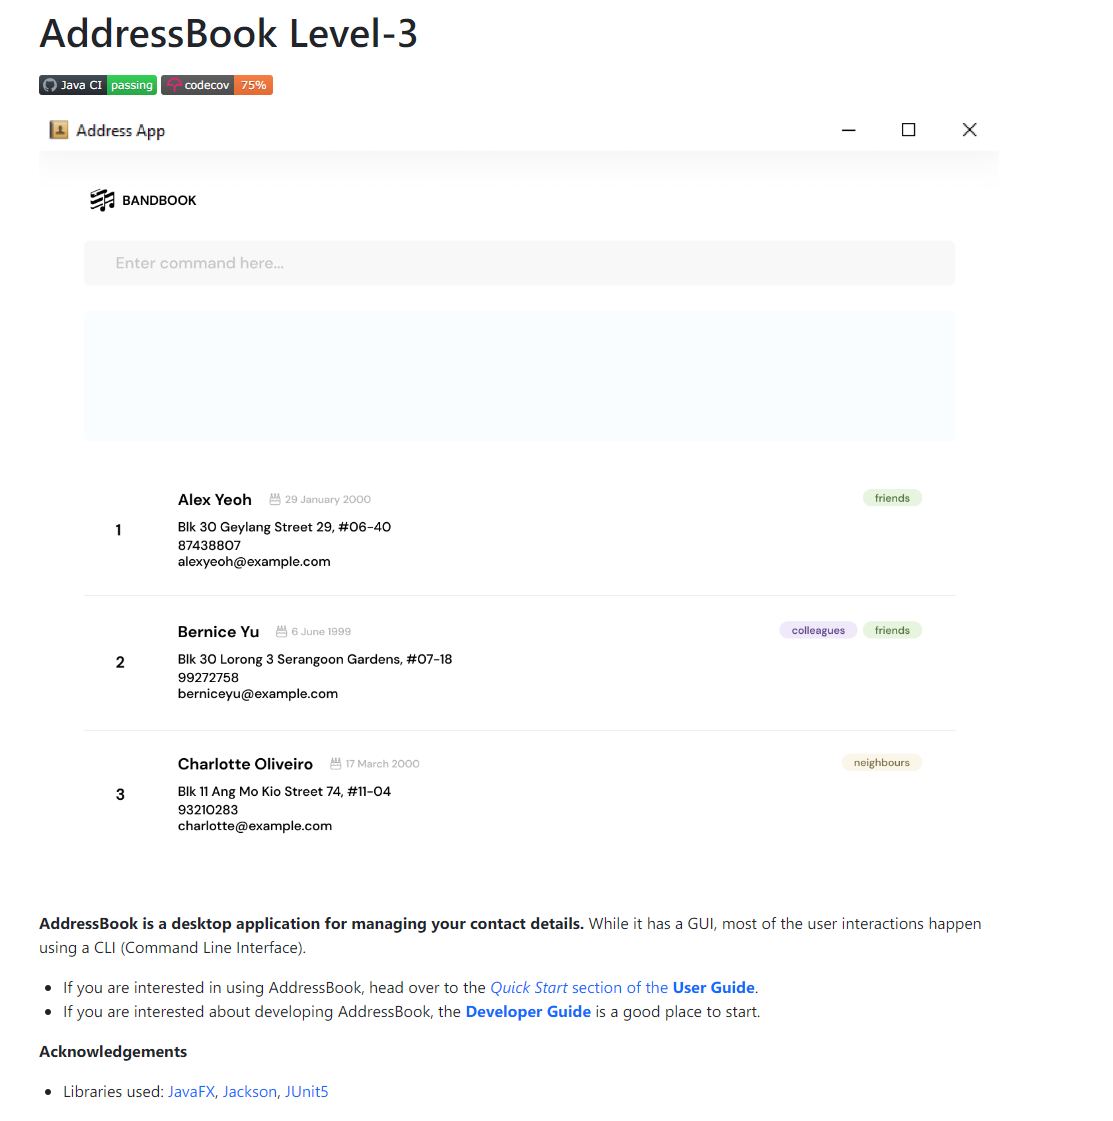 AddressBook Level-3
Java CI passing codecov 75%
Address App
BANDBOOK
Enter command here...
Alex Yeoh 29 January 2000 friends
1
Blk 30 Geylang Street 29, #06-40
87438807
alexyeoh@example.com
Bernice Yu 6 June 1999 colleagues friends
2
Blk 30 Lorong 3 Serangoon Gardens, #07-18
99272758
berniceyu@example.com
Charlotte Oliveiro 17 March 2000 neighbours
3
Blk 11 Ang Mo Kio Street 74, #11-04
93210283
charlotte@example.com
AddressBook is a desktop application for managing your contact details. While it has a GUI, most of the user interactions happen
using a CLI (Command Line Interface).
• If you are interested in using AddressBook, head over to the Quick Start section of the User Guide.
• If you are interested about developing AddressBook, the Developer Guide is a good place to start.
Acknowledgements
• Libraries used: JavaFX, Jackson, JUnit5